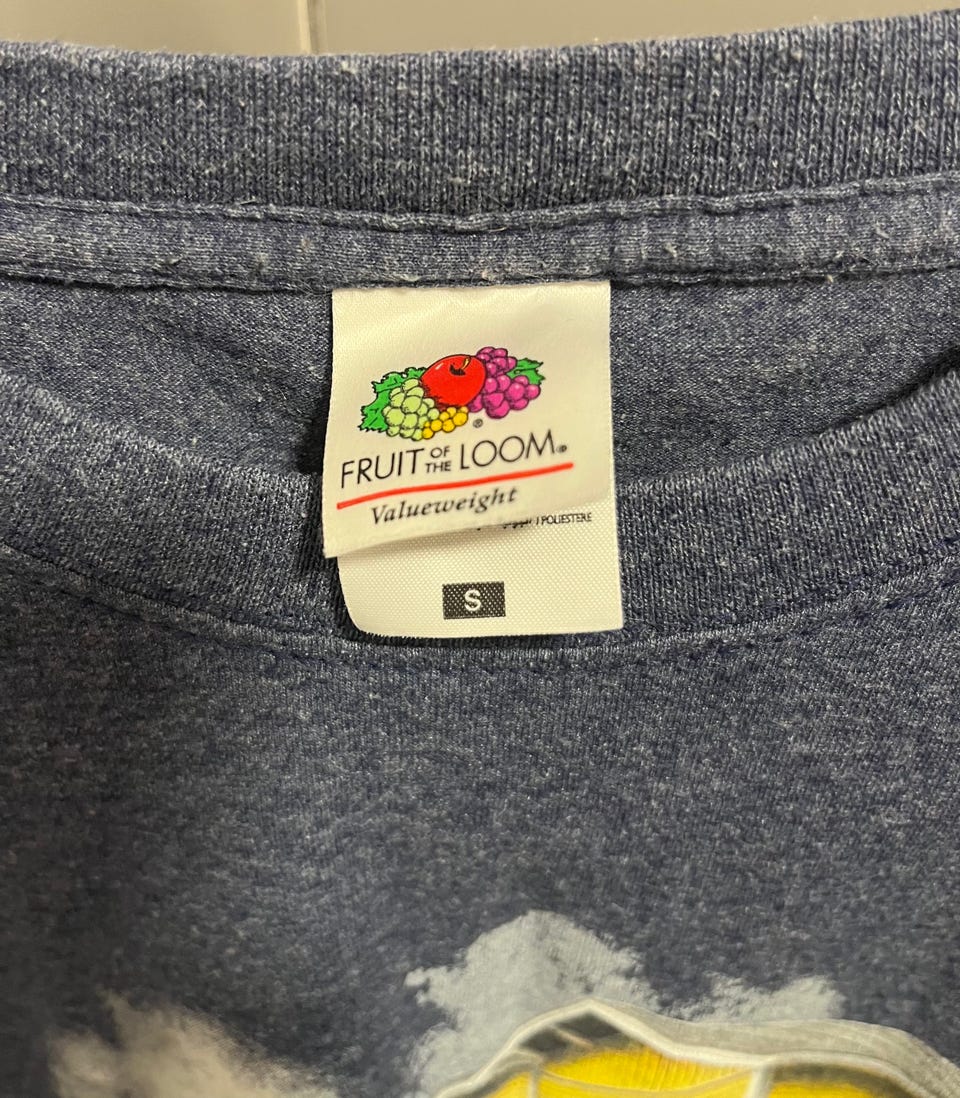 ®
FRUIT OF THE LOOM®
Valueweight
POLIESTERE
S